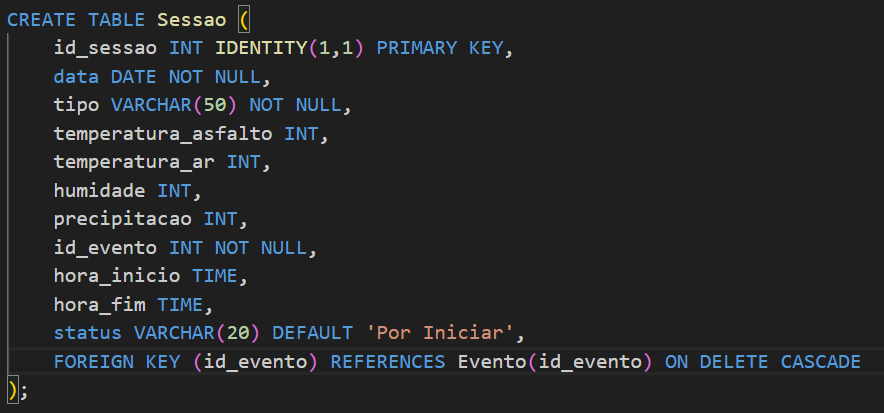 CREATE TABLE Sessao (
    id_sessao INT IDENTITY(1,1) PRIMARY KEY,
    data DATE NOT NULL,
    tipo VARCHAR(50) NOT NULL,
    temperatura_asfalto INT,
    temperatura_ar INT,
    humidade INT,
    precipitacao INT,
    id_evento INT NOT NULL,
    hora_inicio TIME,
    hora_fim TIME,
    status VARCHAR(20) DEFAULT 'Por Iniciar',
    FOREIGN KEY (id_evento) REFERENCES Evento(id_evento) ON DELETE CASCADE
);